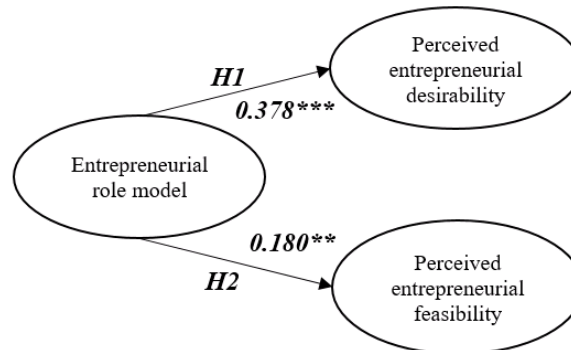 Perceived
entrepreneurial
desirability
H1
0.378***
Entrepreneurial
role model
0.180**
H2
Perceived
entrepreneurial
feasibility